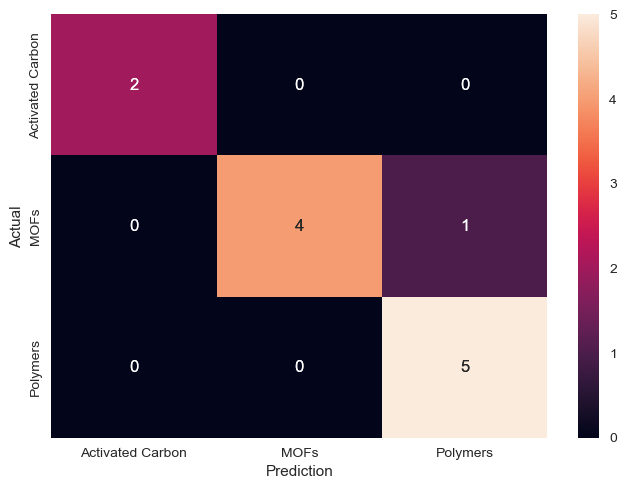 5
Activated Carbon
2 0 0
4
3
Actual
MOFs
0 4 1
2
1
Polymers
0 0 5
0
Activated Carbon MOFs Polymers
Prediction